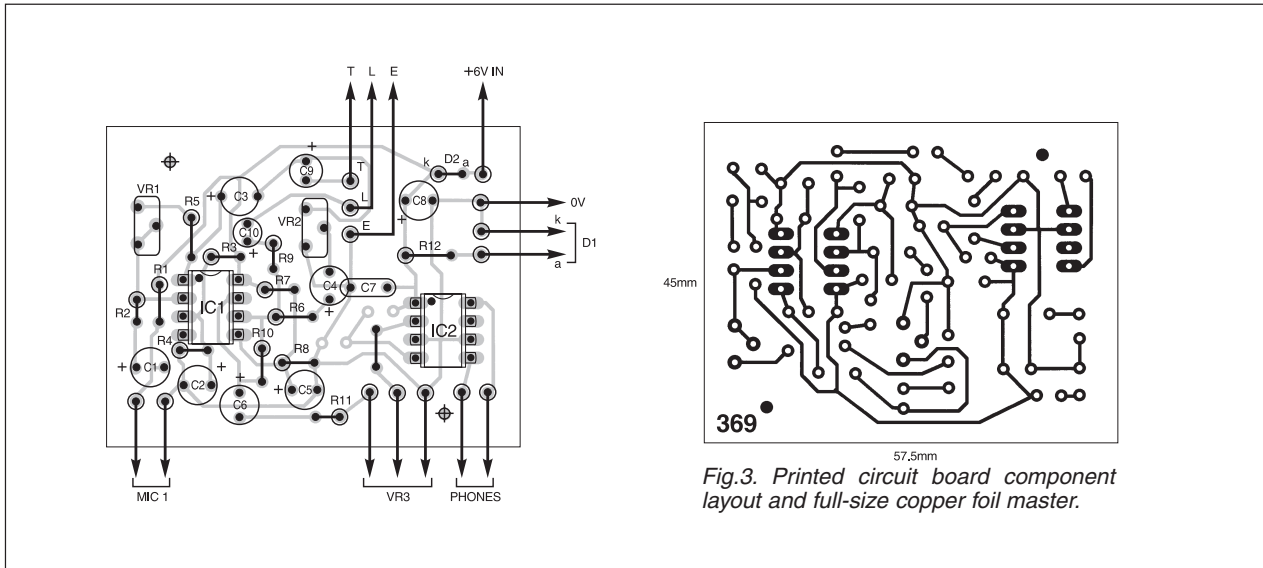 T L E +6V IN
k D2 a
+
C9
T
VR1
R5
+ C3
L
C8
+
0V
VR2
C10
+
E
k
D1
a
R3
R9
R12
R1
R7
C4
+
C7
IC1
R2
R6
IC2
R10
R4
R8
+ C1
+
C2
+
C6
+
C5
R11
MIC 1
VR3
PHONES
45mm
369
57.5mm
Fig.3. Printed circuit board component
layout and full-size copper foil master.